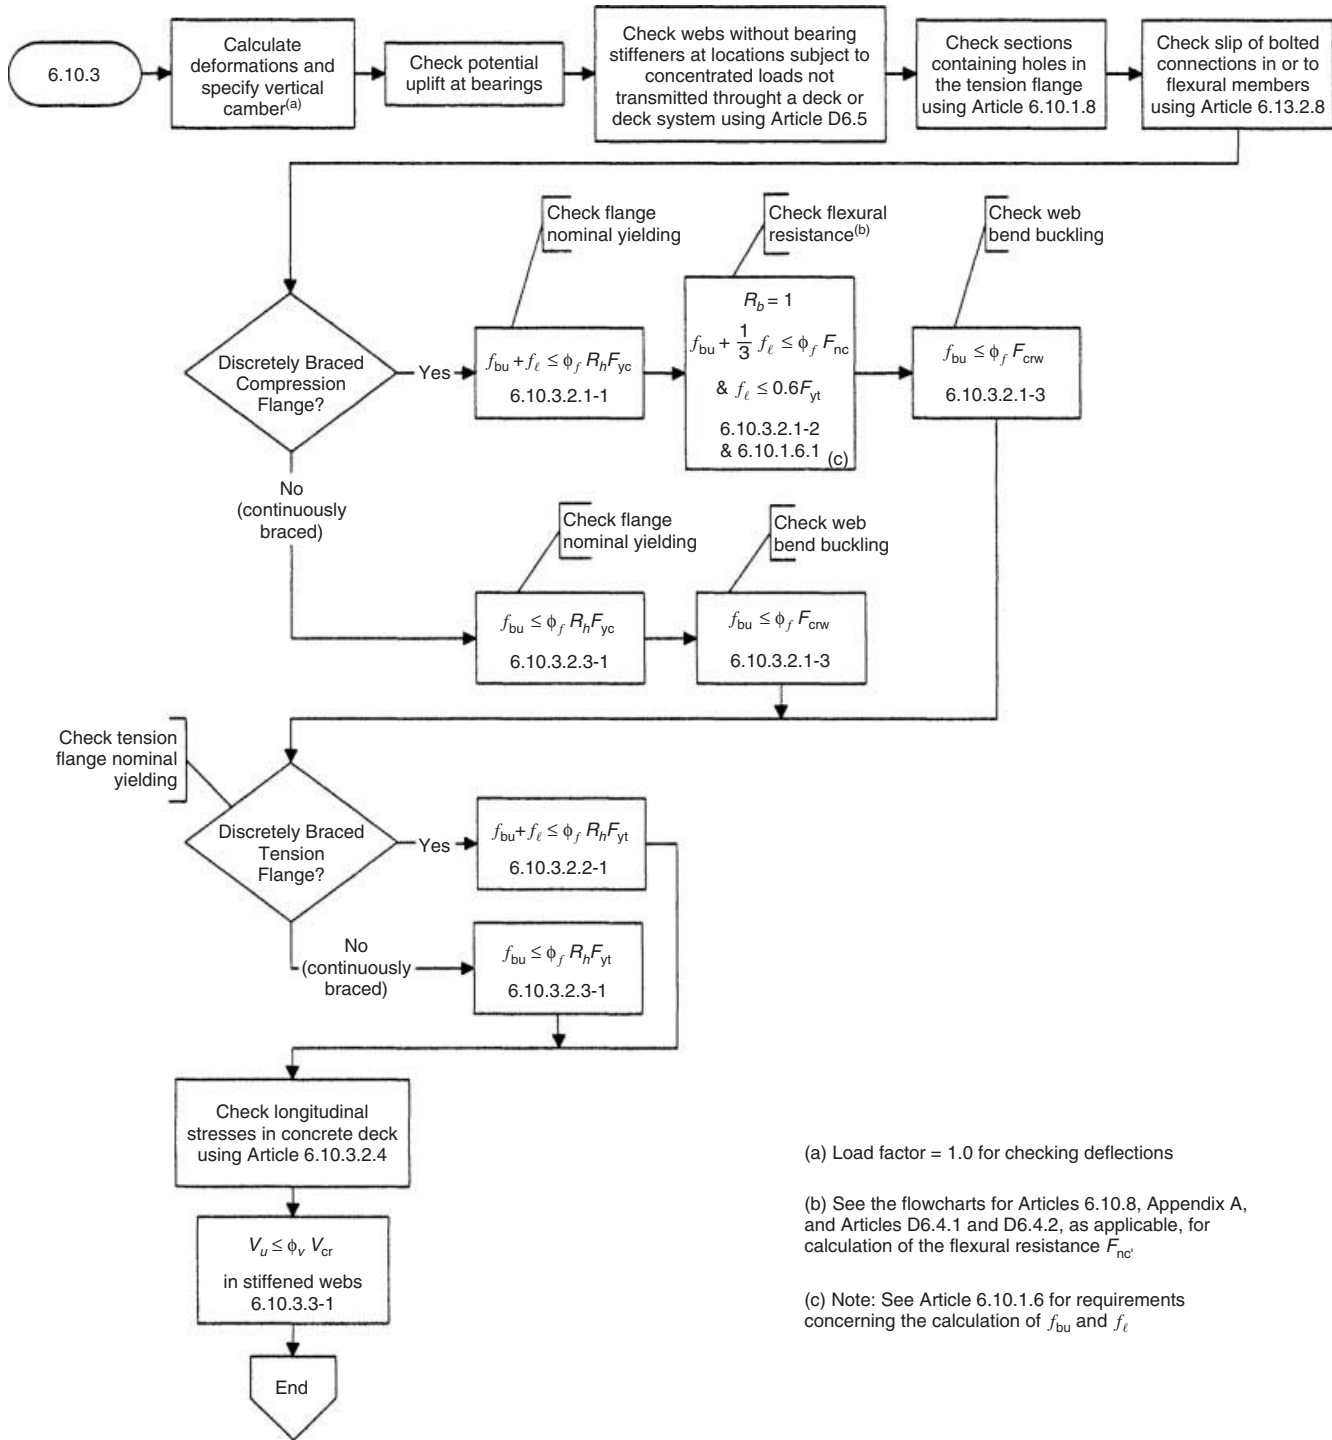 6.10.3
Calculate
deformations and
specify vertical
camber(a)
Check potential
uplift at bearings
Check webs without bearing
stiffeners at locations subject to
concentrated loads not
transmitted throught a deck or
deck system using Article D6.5
Check sections
containing holes in
the tension flange
using Article 6.10.1.8
Check slip of bolted
connections in or to
flexural members
using Article 6.13.2.8
Check flange
nominal yielding
Check flexural
resistance(b)
Check web
bend buckling
Discretely Braced
Compression
Flange?
Yes
fbu + fℓ ≤ ϕf RhFyc
6.10.3.2.1-1
Rb = 1
fbu + 1/3 fℓ ≤ ϕf Fnc
& fℓ ≤ 0.6Fyt
6.10.3.2.1-2
& 6.10.1.6.1
(c)
fbu ≤ ϕf Fcrw
6.10.3.2.1-3
No
(continuously
braced)
Check flange
nominal yielding
Check web
bend buckling
fbu ≤ ϕf RhFyc
6.10.3.2.3-1
fbu ≤ ϕf Fcrw
6.10.3.2.1-3
Check tension
flange nominal
yielding
Discretely Braced
Tension
Flange?
Yes
fbu+ fℓ ≤ ϕf RhFyt
6.10.3.2.2-1
No
(continuously
braced)
fbu ≤ ϕf RhFyt
6.10.3.2.3-1
Check longitudinal
stresses in concrete deck
using Article 6.10.3.2.4
Vu ≤ ϕv Vcr
in stiffened webs
6.10.3.3-1
End
(a) Load factor = 1.0 for checking deflections
(b) See the flowcharts for Articles 6.10.8, Appendix A,
and Articles D6.4.1 and D6.4.2, as applicable, for
calculation of the flexural resistance Fnc'
(c) Note: See Article 6.10.1.6 for requirements
concerning the calculation of fbu and fℓ